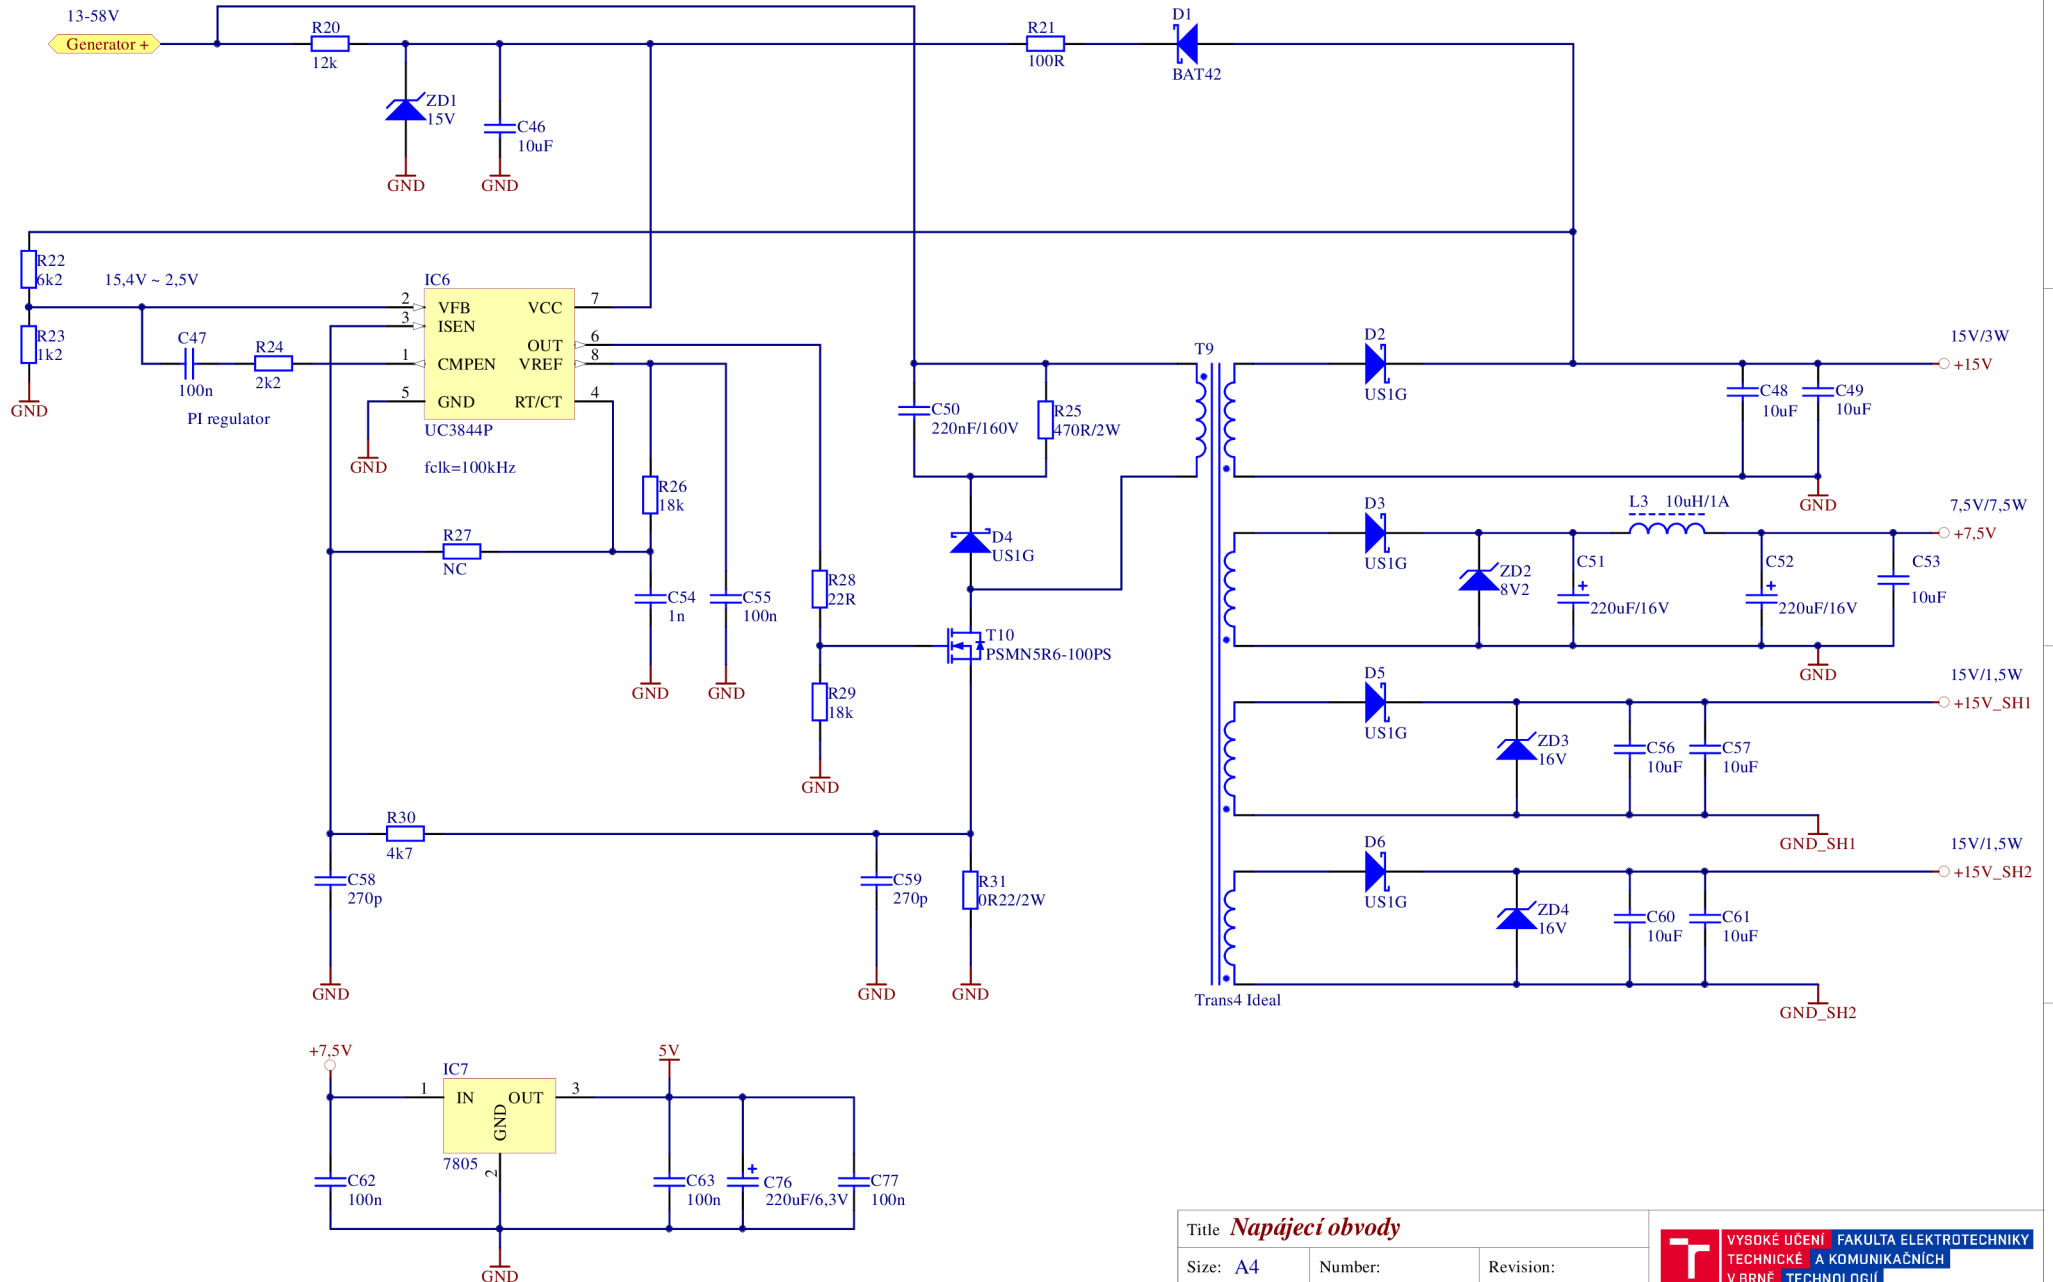 13-58V
Generator +
R20
12k
ZD1
15V
C46
10uF
GND
GND
R21
100R
D1
BAT42
R22
6k2
15,4V ~ 2,5V
R23
1k2
GND
C47
100n
R24
2k2
PI regulator
IC6
2
VFB
3
ISEN
1
CMPEN
5
GND
VCC
7
OUT
6
VREF
8
RT/CT
4
UC3844P
fclk=100kHz
GND
R26
18k
R27
NC
C54
1n
C55
100n
GND
GND
R28
22R
R29
18k
GND
C50
220nF/160V
R25
470R/2W
D4
US1G
T10
PSMN5R6-100PS
R30
4k7
C58
270p
C59
270p
R31
0R22/2W
GND
GND
GND
T9
Trans4 Ideal
D2
US1G
C48
10uF
C49
10uF
15V/3W
+15V
GND
D3
US1G
ZD2
8V2
C51
+
220uF/16V
L3 10uH/1A
C52
+
220uF/16V
C53
10uF
7,5V/7,5W
+7,5V
GND
D5
US1G
ZD3
16V
C56
10uF
C57
10uF
15V/1,5W
+15V_SH1
GND_SH1
D6
US1G
ZD4
16V
C60
10uF
C61
10uF
15V/1,5W
+15V_SH2
GND_SH2
+7,5V
IC7
1
IN
OUT
3
GND
2
7805
5V
C62
100n
C63
100n
+
C76
220uF/6,3V
C77
100n
GND
Title Napájecí obvody
Size: A4
Number:
Revision:
VYSOKÉ UČENÍ FAKULTA ELEKTROTECHNIKY
TECHNICKÉ A KOMUNIKAČNÍCH
V BRNĚ TECHNOLOGIÍ